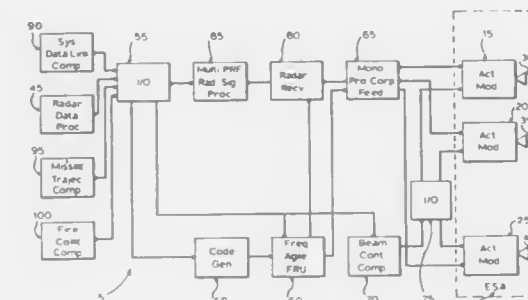 90
Sys
Data Link
Comp
55
I/O
85
Multi PRF
Rad Sig
Proc
80
Radar
Recv
65
Mono
Pro Corp
Feed
15
Act
Mod
45
Radar
Data
Proc
20
Act
Mod
95
Missile
Trajec
Comp
I/O
100
Fire
Cont
Comp
Code
Gen
Freq
Agile
FRU
Beam
Cont
Comp
25
Act
Mod
5
ESa